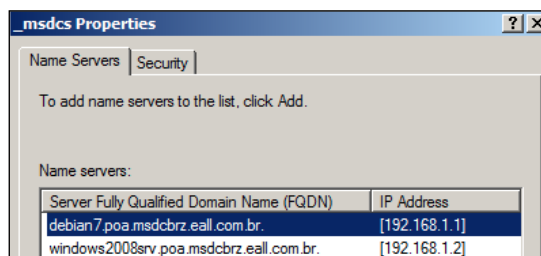 _msdcs Properties
Name Servers Security
To add name servers to the list, click Add.
Name servers:
Server Fully Qualified Domain Name (FQDN) IP Address
debian7.poa.msdcbrz.eall.com.br. [192.168.1.1]
windows2008srv.poa.msdcbrz.eall.com.br. [192.168.1.2]